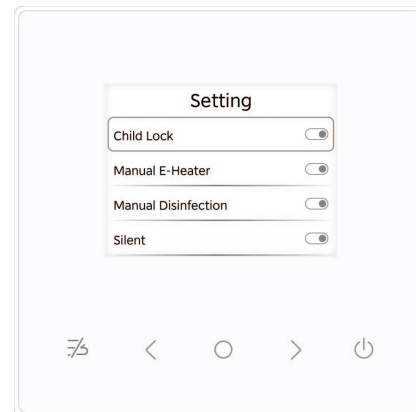 Setting
Child Lock
Manual E-Heater
Manual Disinfection
Silent